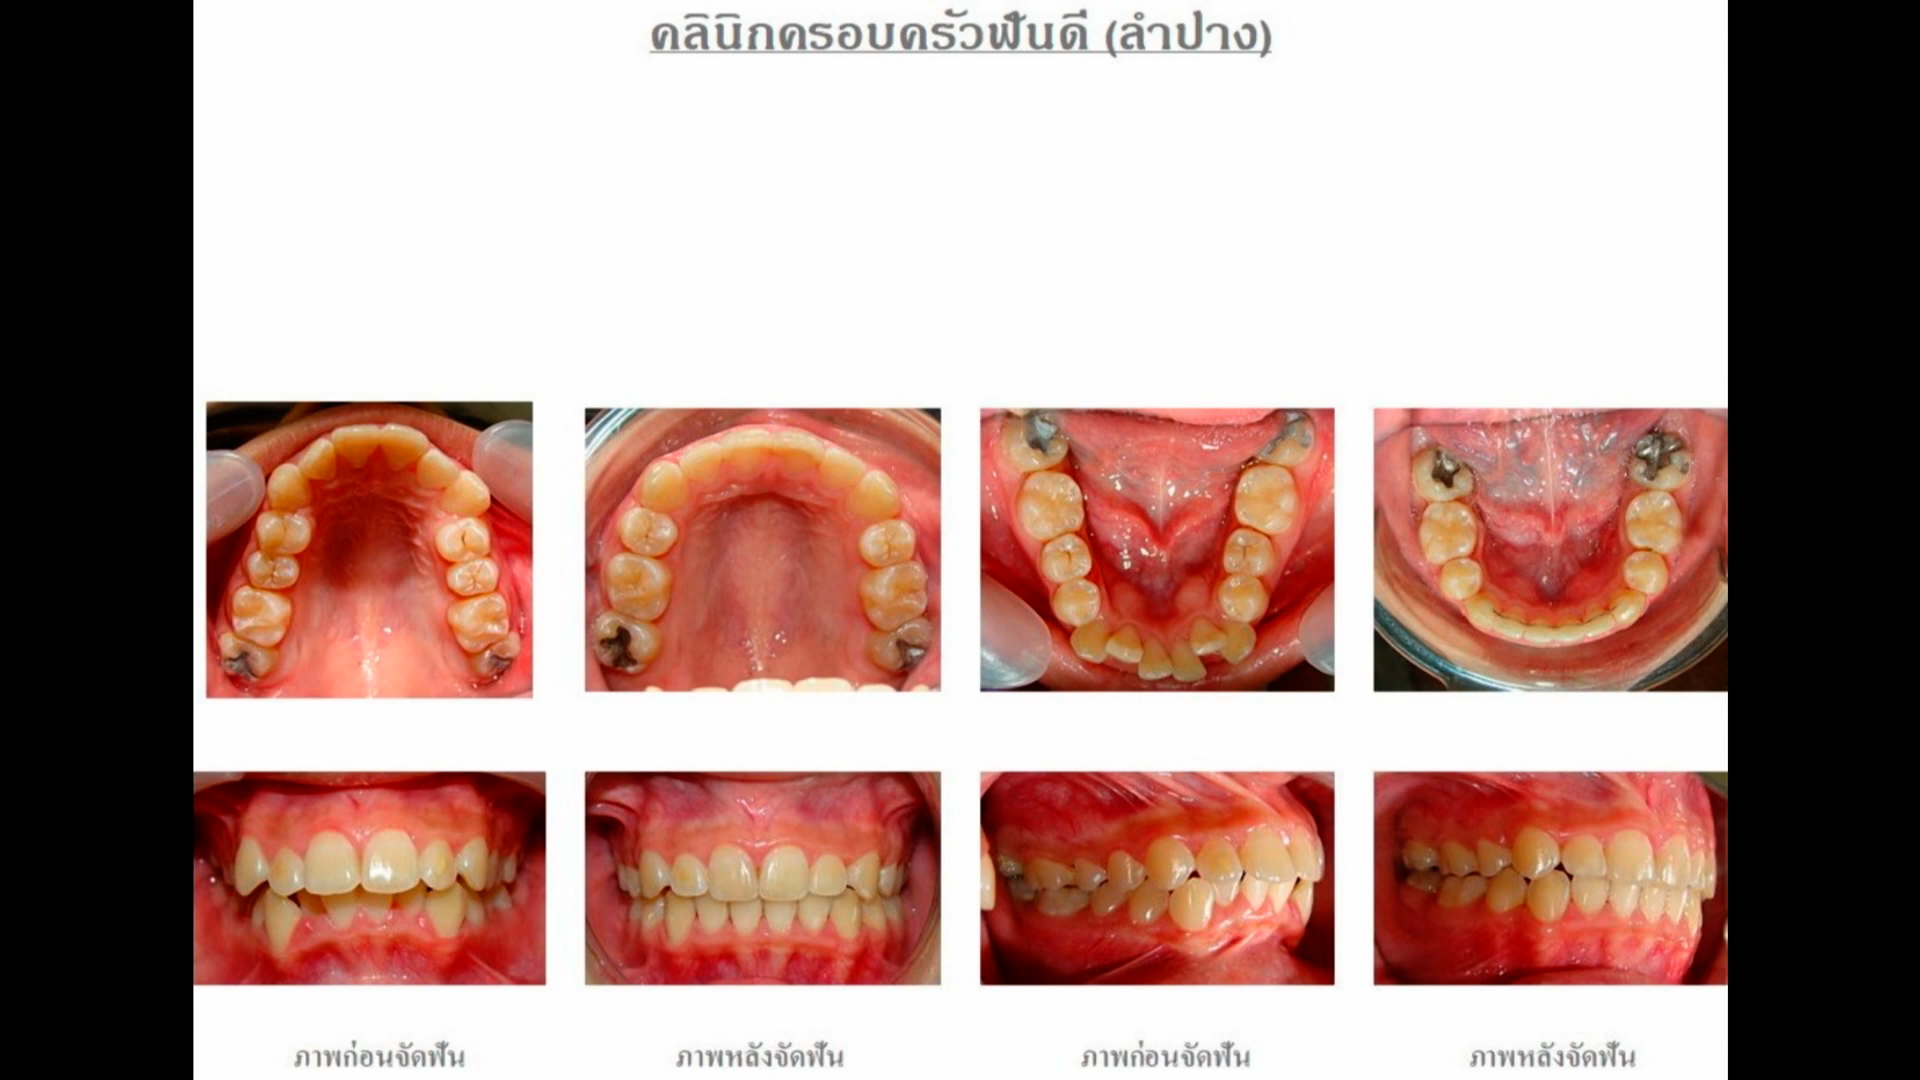 คลินิกครอบครัวฟันดี (ลำปาง)
ภาพก่อนจัดฟัน
ภาพหลังจัดฟัน
ภาพก่อนจัดฟัน
ภาพหลังจัดฟัน